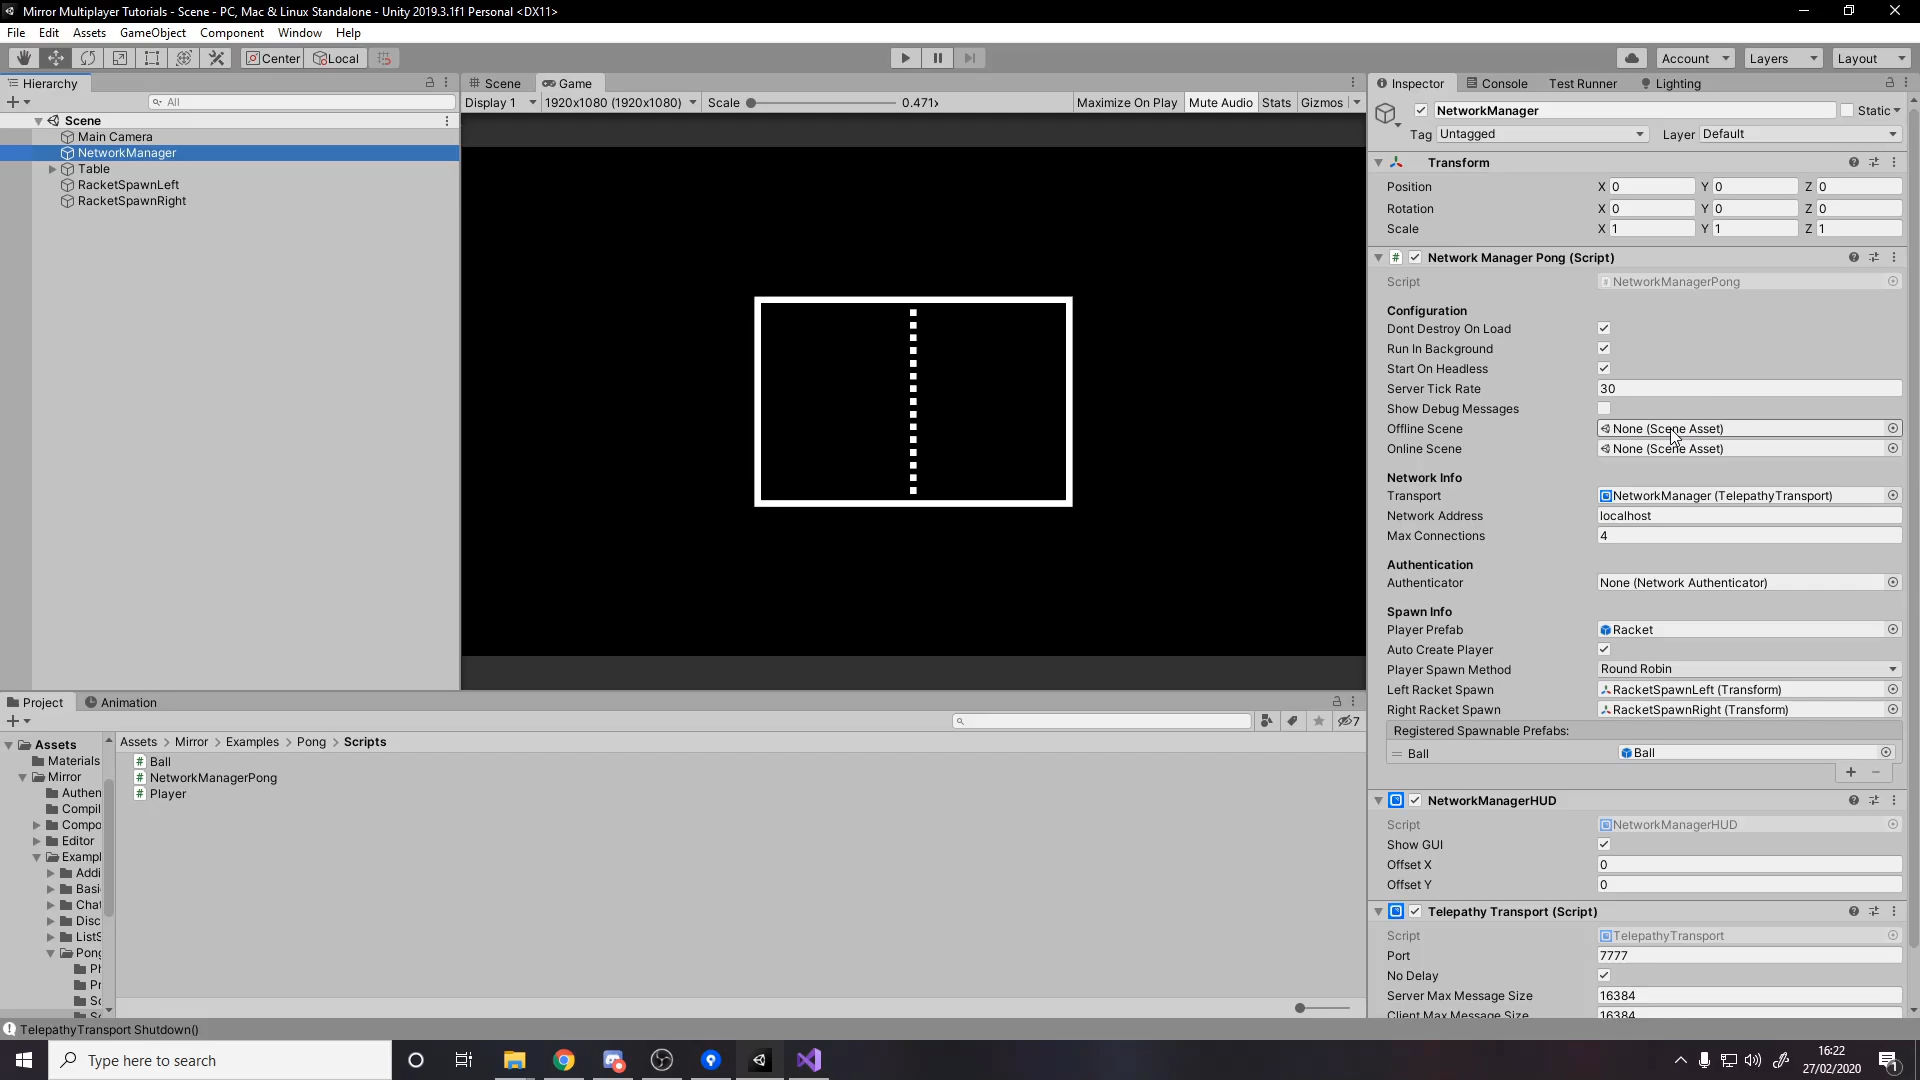 Mirror Multiplayer Tutorials - Scene - PC, Mac & Linux Standalone - Unity 2019.3.1f1 Personal <DX11>
File Edit Assets GameObject Component Window Help
Center Local Account Layers Layout
Hierarchy Scene Game Inspector Console Test Runner Lighting
All Display 1 1920x1080 (1920x1080) Scale 0.471x Maximize On Play Mute Audio Stats Gizmos
NetworkManager Static
Tag Untagged Layer Default
Scene
Main Camera
NetworkManager
Table
RacketSpawnLeft
RacketSpawnRight
Transform
Position X 0 Y 0 Z 0
Rotation X 0 Y 0 Z 0
Scale X 1 Y 1 Z 1
Network Manager Pong (Script)
Script NetworkManagerPong
Configuration
Dont Destroy On Load
Run In Background
Start On Headless
Server Tick Rate 30
Show Debug Messages
Offline Scene None (Scene Asset)
Online Scene None (Scene Asset)
Network Info
Transport NetworkManager (TelepathyTransport)
Network Address localhost
Max Connections 4
Authentication
Authenticator None (Network Authenticator)
Spawn Info
Player Prefab Racket
Auto Create Player
Player Spawn Method Round Robin
Left Racket Spawn RacketSpawnLeft (Transform)
Right Racket Spawn RacketSpawnRight (Transform)
Registered Spawnable Prefabs:
Ball Ball
NetworkManagerHUD
Script NetworkManagerHUD
Show GUI
Offset X 0
Offset Y 0
Telepathy Transport (Script)
Script TelepathyTransport
Port 7777
No Delay
Server Max Message Size 16384
Client Max Message Size 16384
Project Animation
7
Assets
Materials
Mirror
Authen
Compil
Compo
Editor
Exampl
Addi
Basi
Chat
Disc
ListS
Pong
Pr
Sc
Assets > Mirror > Examples > Pong > Scripts
Ball
NetworkManagerPong
Player
TelepathyTransport Shutdown()
Type here to search
16:22
27/02/2020
1